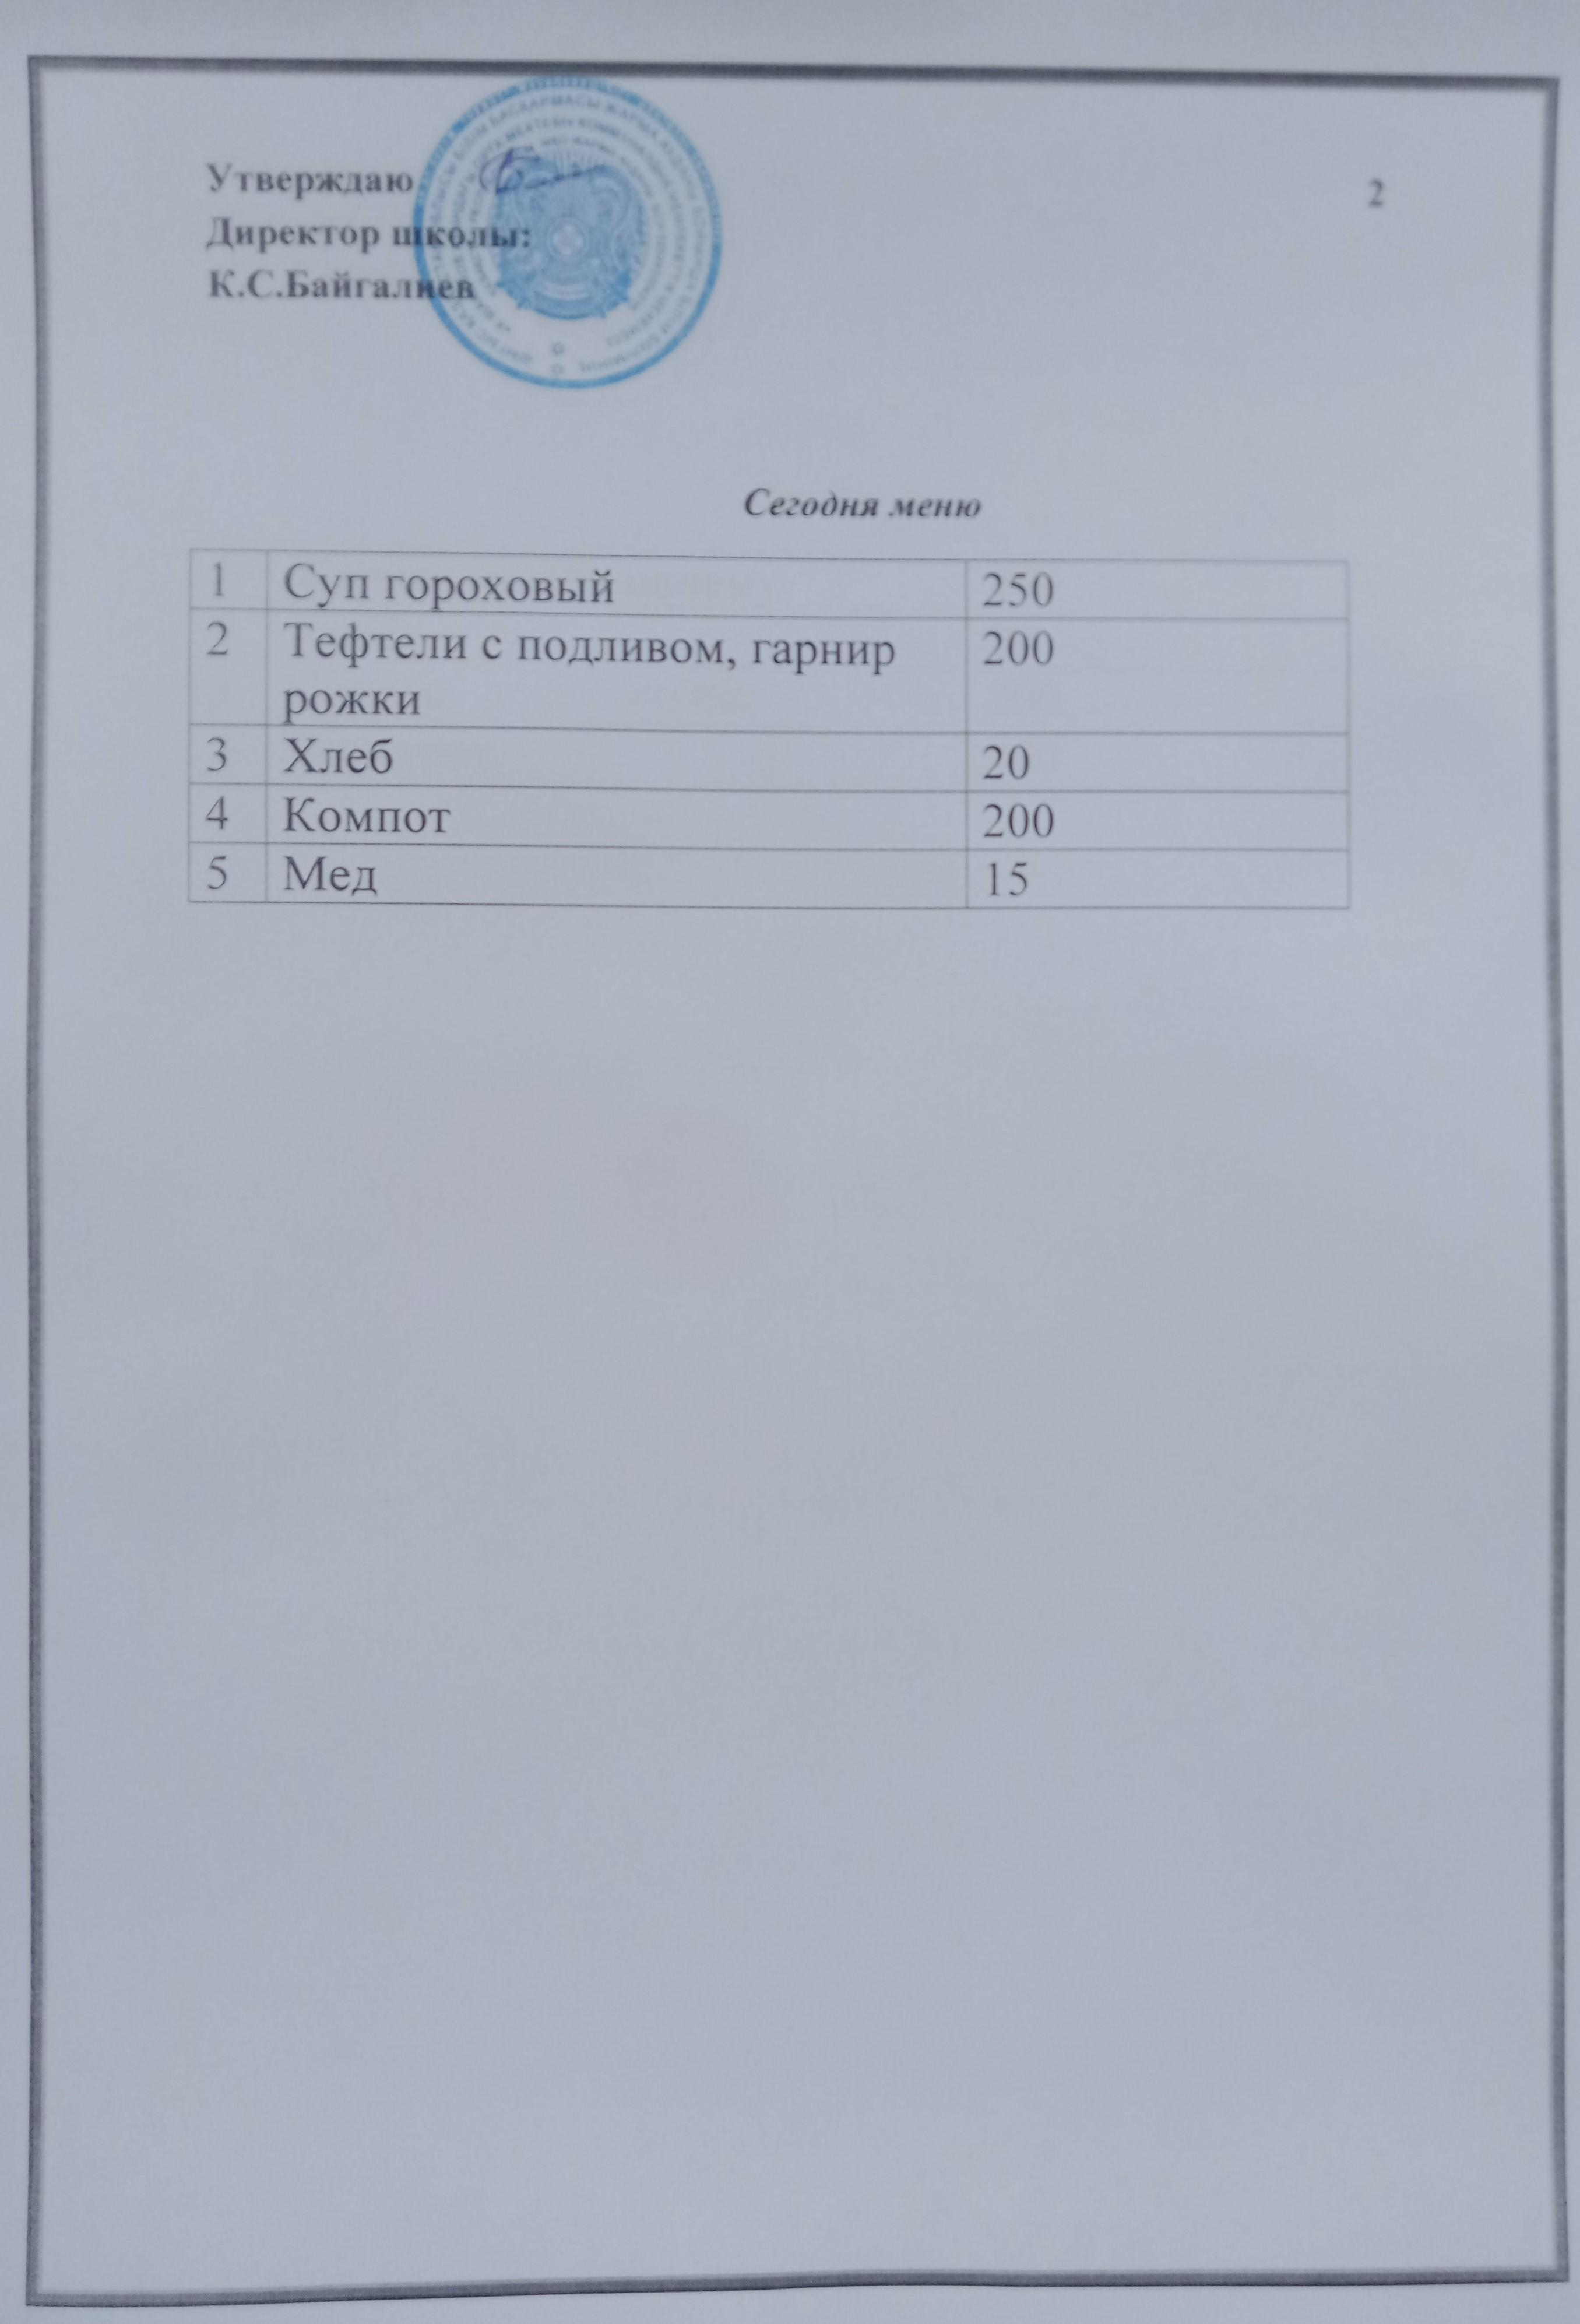 Утверждаю
2
Директор школы:
К.С.Байгалиев
Сегодня меню
1 Суп гороховый 250
2 Тефтели с подливом, гарнир 200
рожки
3 Хлеб 20
4 Компот 200
5 Мед 15